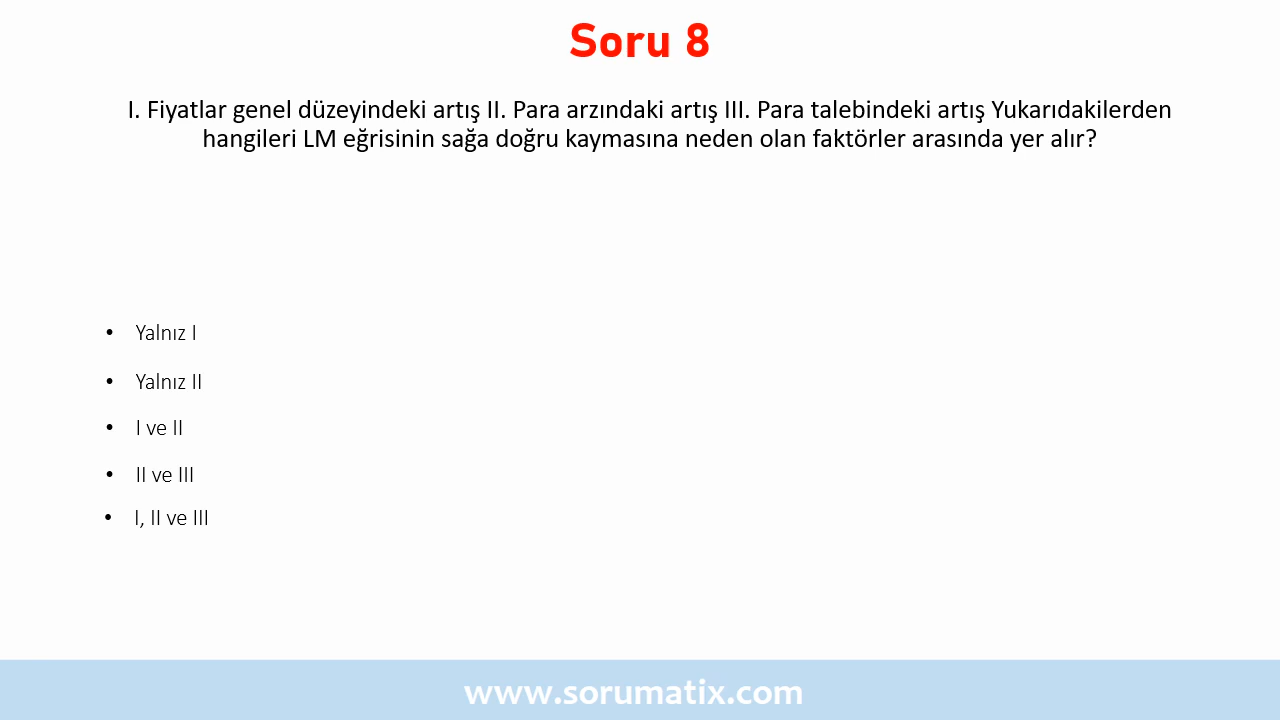 Soru 8
I. Fiyatlar genel düzeyindeki artış II. Para arzındaki artış III. Para talebindeki artış Yukarıdakilerden
hangileri LM eğrisinin sağa doğru kaymasına neden olan faktörler arasında yer alır?
• Yalnız I
• Yalnız II
• I ve II
• II ve III
• I, II ve III
www.sorumatix.com